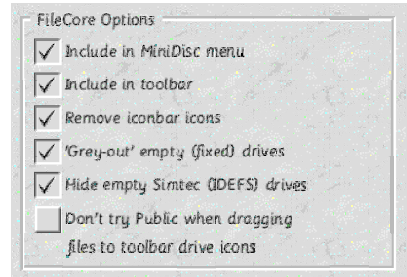 FileCore Options
Include in MiniDisc menu
Include in toolbar
Remove iconbar icons
'Grey-out' empty (fixed) drives
Hide empty Simtec (IDEFS) drives
Don't try Public when dragging
files to toolbar drive icons